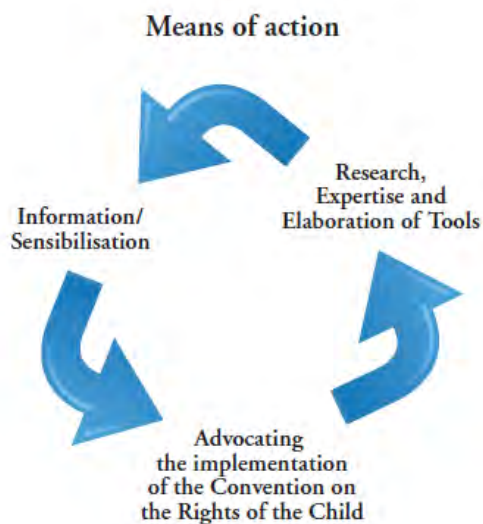 Means of action
Research,
Expertise and
Elaboration of Tools
Information/
Sensibilisation
Advocating
the implementation
of the Convention on
the Rights of the Child